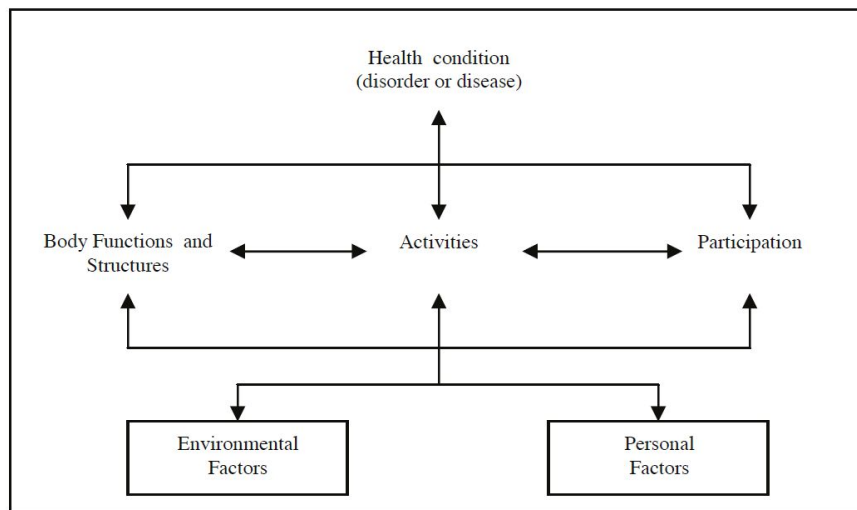 Health condition
(disorder or disease)
Body Functions and
Structures
Activities
Participation
Environmental
Factors
Personal
Factors